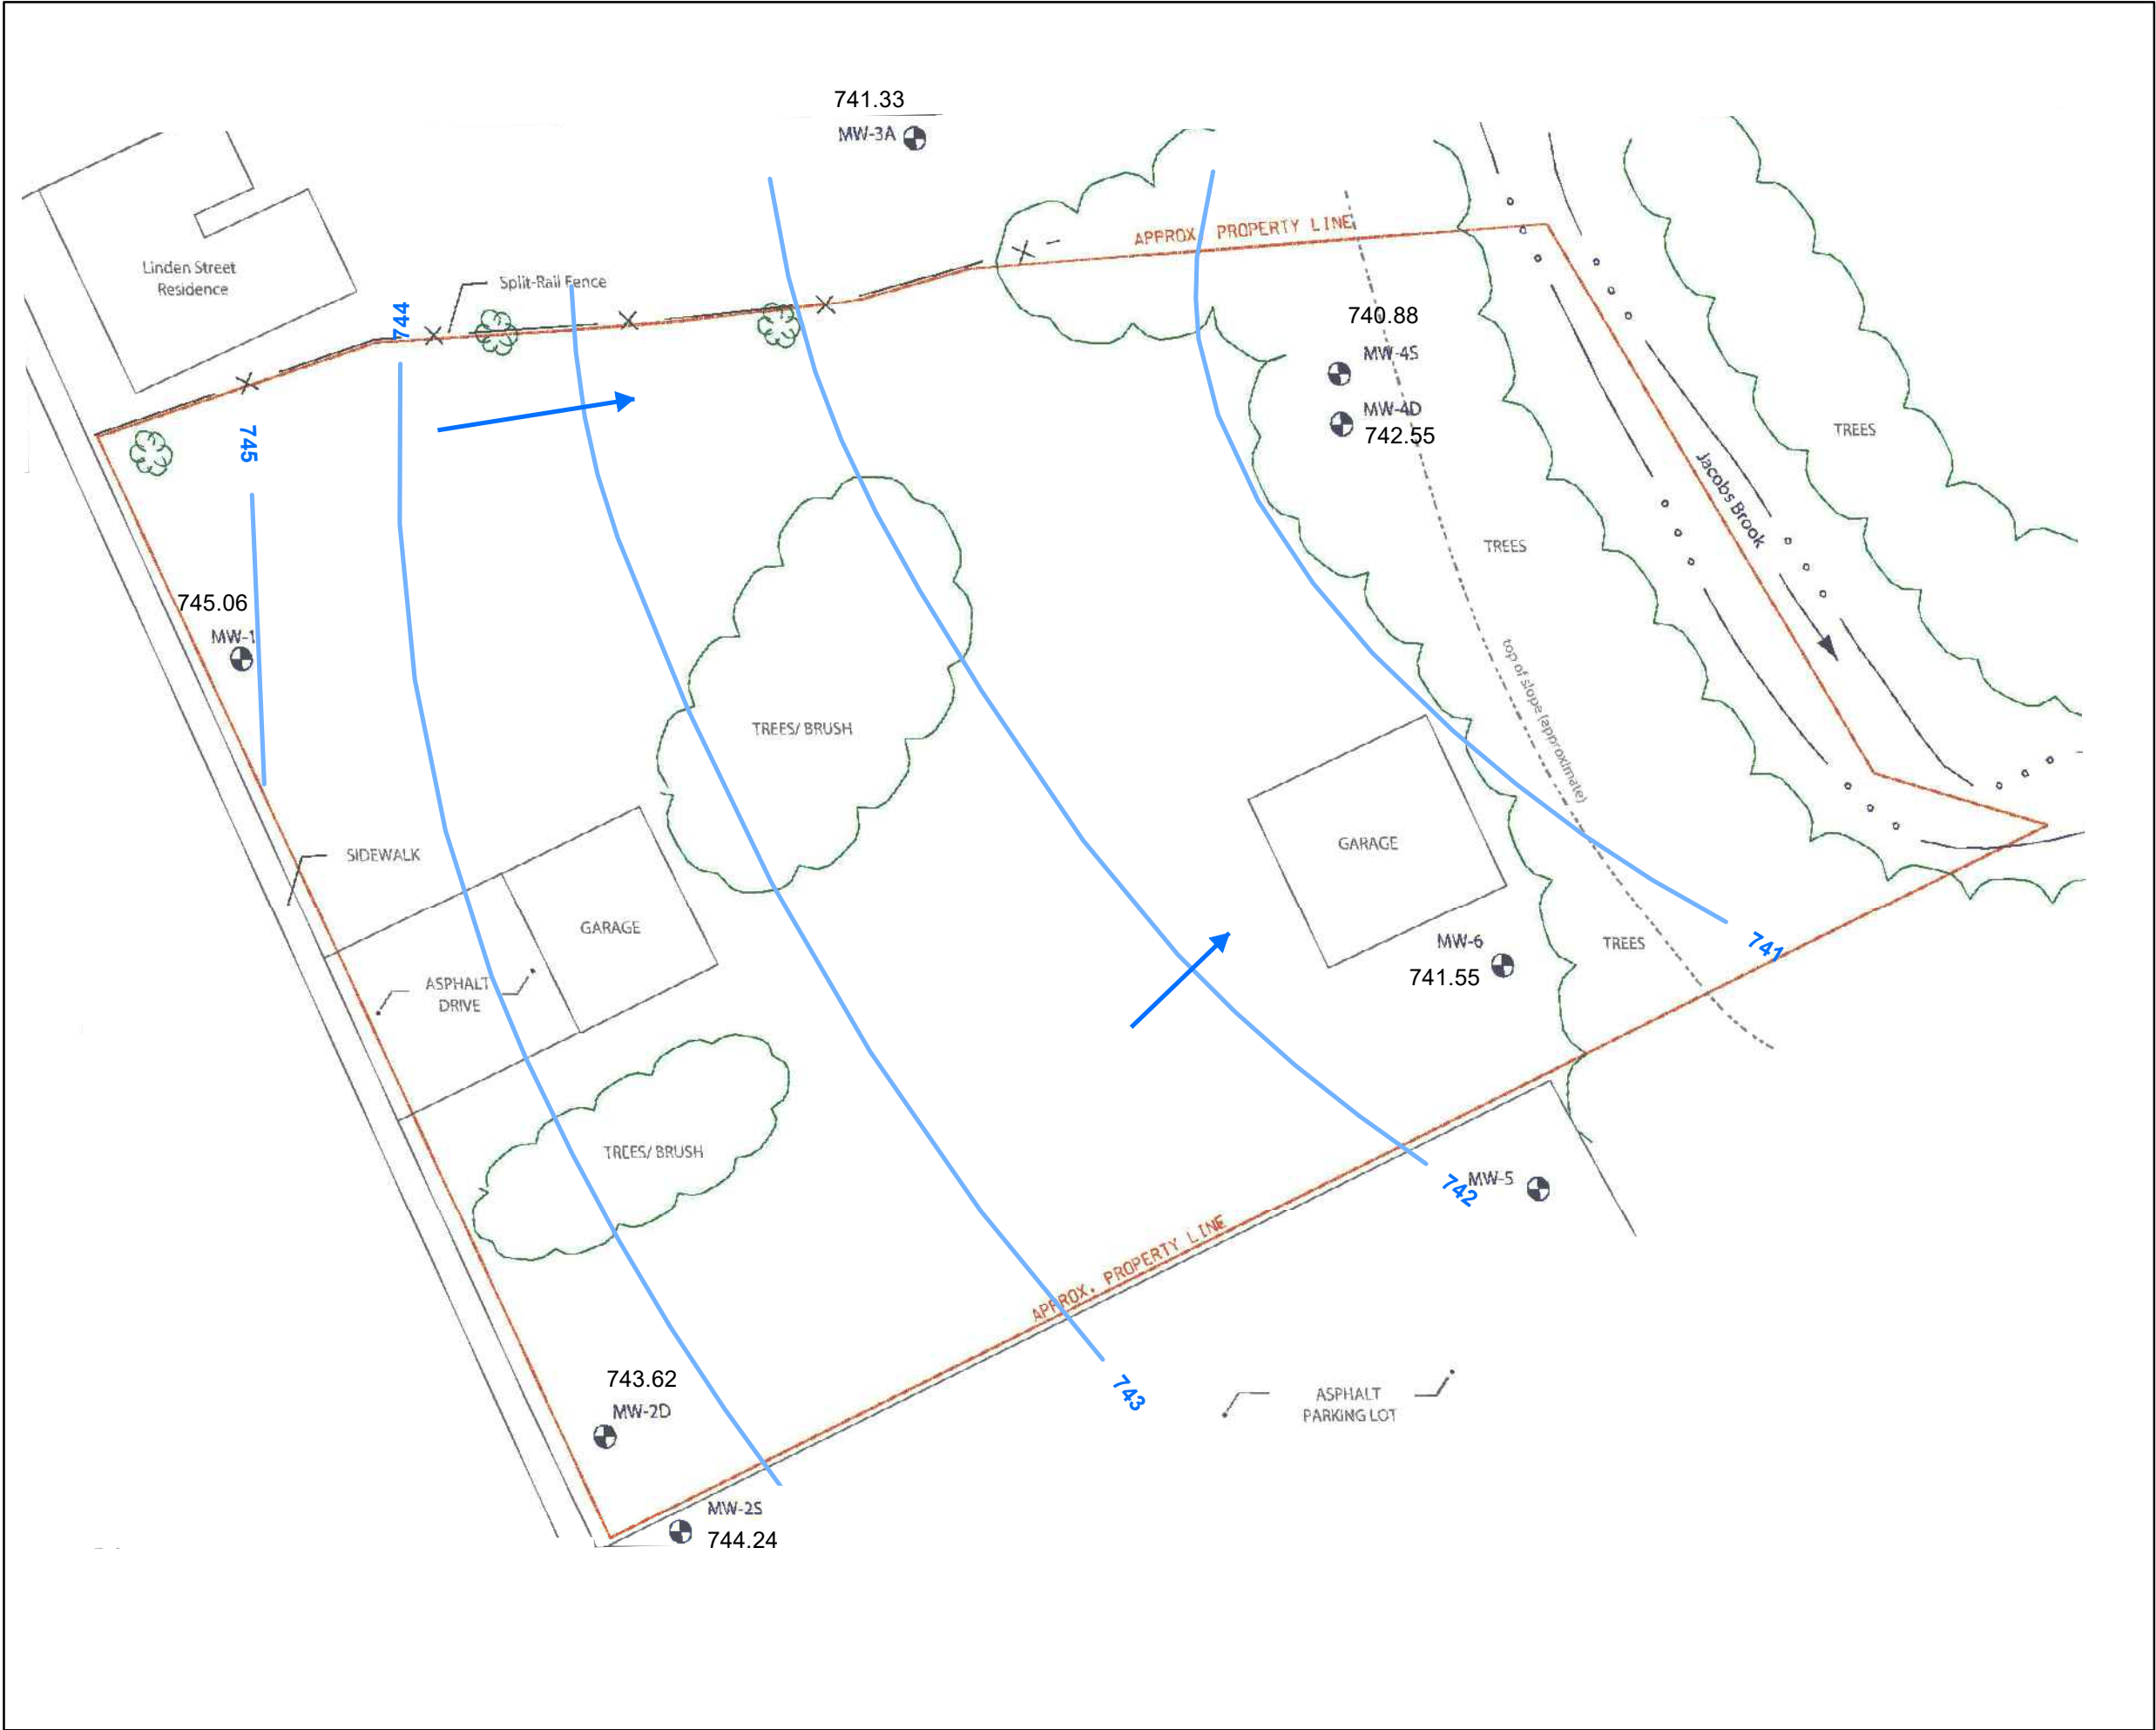 741.33
MW-3A
APPROX PROPERTY LINE
Linden Street
Residence
Split-Rail Fence
744
740.88
MW-4S
MW-4D
742.55
745
TREES
Jacobs Brook
TREES
745.06
MW-1
top of slope (approximate)
TREES/ BRUSH
SIDEWALK
GARAGE
GARAGE
MW-6
741.55
TREES
741
ASPHALT
DRIVE
TREES/ BRUSH
MW-5
742
APPROX. PROPERTY LINE
743.62
MW-2D
743
ASPHALT
PARKING LOT
MW-2S
744.24